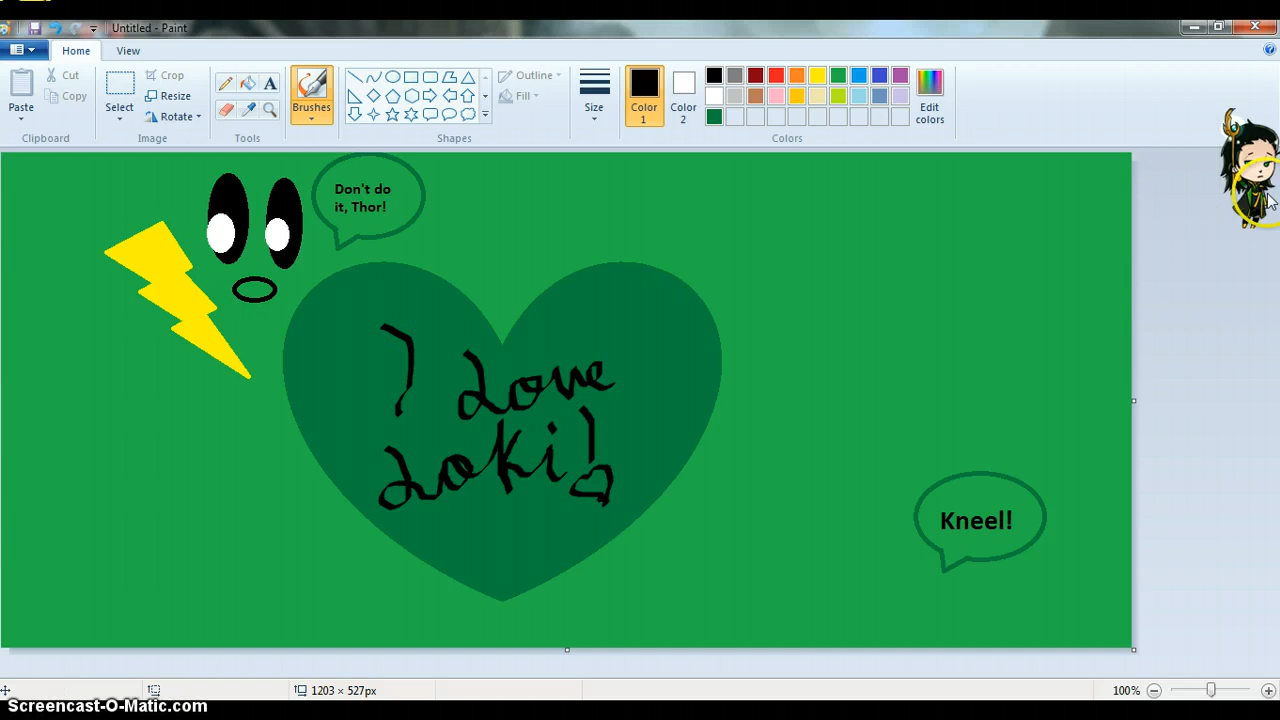 Untitled - Paint
Home View
Paste
Cut
Copy
Clipboard
Select
Crop
Resize
Rotate
Image
A
Tools
Brushes
Shapes
Outline
Fill
Size
Color 1
Color 2
Edit colors
Colors
Don't do
it, Thor!
I Love
Loki!
Kneel!
1203 × 527px
100%
Screencast-O-Matic.com